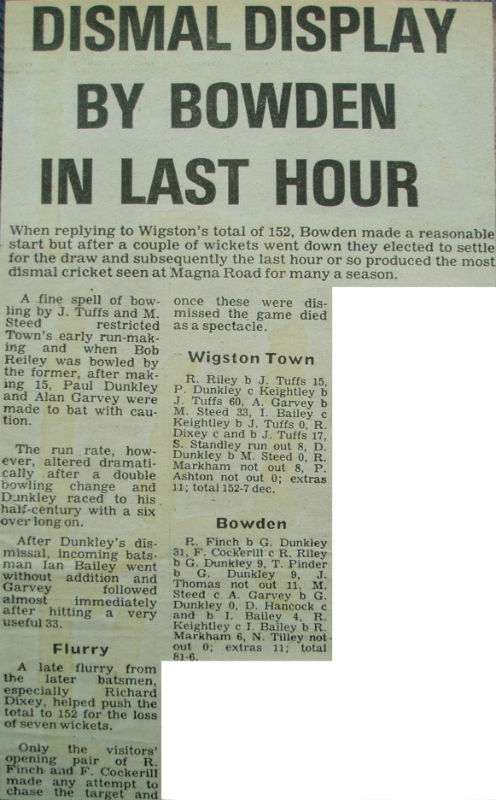 DISMAL DISPLAY
BY BOWDEN
IN LAST HOUR
When replying to Wigston's total of 152, Bowden made a reasonable
start but after a couple of wickets went down they elected to settle
for the draw and subsequently the last hour or so produced the most
dismal cricket seen at Magna Road for many a season.
A fine spell of bow-
ling by J. Tuffs and M.
Steed restricted
Town's early run-mak-
ing and when Bob
Reiley was bowled by
the former, after mak-
ing 15, Paul Dunkley
and Alan Garvey were
made to bat with cau-
tion.
The run rate, how-
ever, altered dramati-
cally after a double
bowling change and
Dunkley raced to his
half-century with a six
over long on.
After Dunkley's dis-
missal, incoming bats-
man Ian Bailey went
without addition and
Garvey followed
almost immediately
after hitting a very
useful 33.
Flurry
A late flurry from
the later batsmen,
especially Richard
Dixey, helped push the
total to 152 for the loss
of seven wickets.
Only the visitors'
opening pair of R.
Finch and F. Cockerill
made any attempt to
chase the target and
once these were dis-
missed the game died
as a spectacle.
Wigston Town
R. Riley b J. Tuffs 15,
P. Dunkley c Keightley b
J. Tuffs 60, A. Garvey b
M. Steed 33, I. Bailey c
Keightley b J. Tuffs 0, R.
Dixey c and b J. Tuffs 17,
S. Standley run out 8, D.
Dunkley b M. Steed 0, R.
Markham not out 8, P.
Ashton not out 0; extras
11; total 152-7 dec.
Bowden
R. Finch b G. Dunkley
31, F. Cockerill c R. Riley
b G. Dunkley 9, T. Pinder
b G. Dunkley 9, J.
Thomas not out 11, M.
Steed c A. Garvey b G.
Dunkley 0, D. Hancock c
and b I. Bailey 4, R.
Keightley c I. Bailey b R.
Markham 6, N. Tilley not
out 0; extras 11; total
81-6.